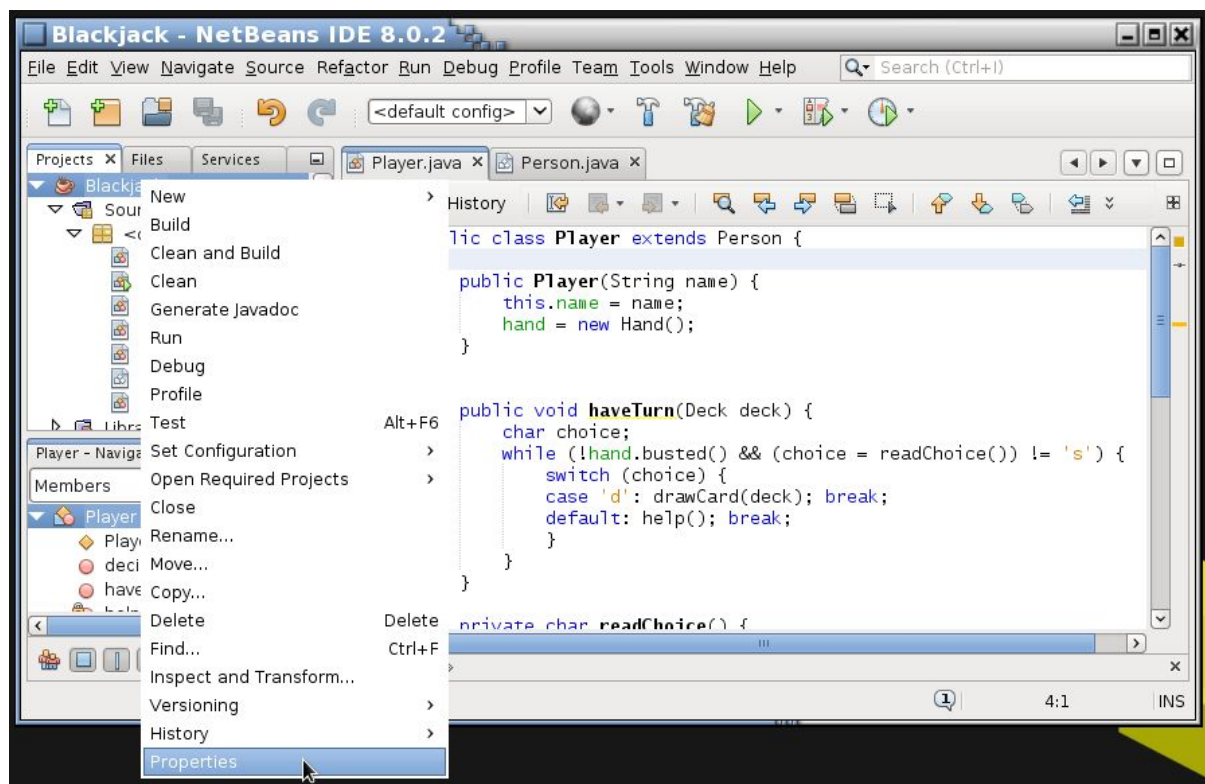 Blackjack - NetBeans IDE 8.0.2
File Edit View Navigate Source Refactor Run Debug Profile Team Tools Window Help
Search (Ctrl+I)
<default config>
Projects Files Services
Player.java Person.java
History
New
Build
Clean and Build
Clean
Generate Javadoc
Run
Debug
Profile
Test Alt+F6
Set Configuration
Open Required Projects
Close
Rename...
Move...
Copy...
Delete Delete
Find... Ctrl+F
Inspect and Transform...
Versioning
History
Properties
Player - Naviga
Members
Player
lic class Player extends Person {
public Player(String name) {
this.name = name;
hand = new Hand();
}
public void haveTurn(Deck deck) {
char choice;
while (!hand.busted() && (choice = readChoice()) != 's') {
switch (choice) {
case 'd': drawCard(deck); break;
default: help(); break;
}
}
}
private char readChoice() {
1
4:1 INS